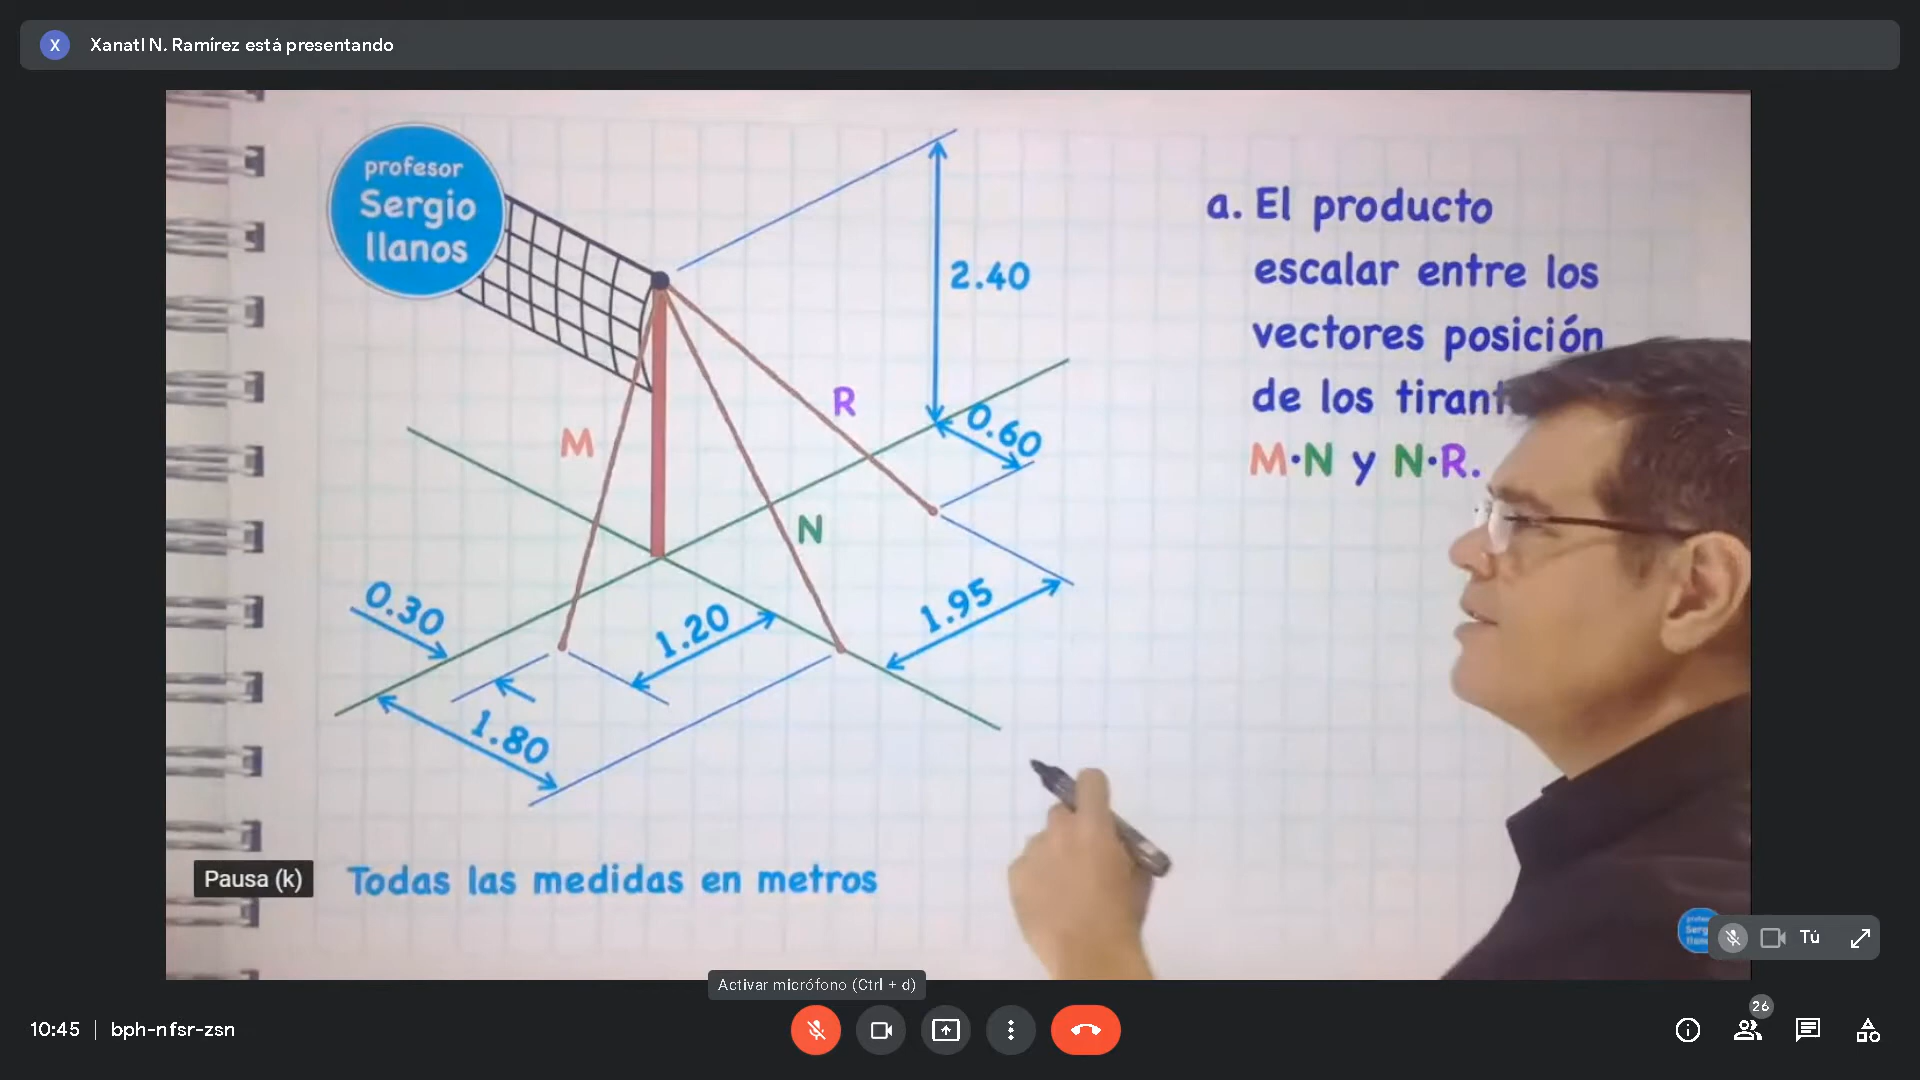 X Xanatl N. Ramírez está presentando
profesor
Sergio
llanos
2.40
0.60
R
M
N
0.30
1.20
1.95
1.80
a. El producto
escalar entre los
vectores posición
de los tirant
M·N y N·R.
Todas las medidas en metros
Pausa (k)
Tú
Activar micrófono (Ctrl + d)
10:45 | bph-nfsr-zsn
26